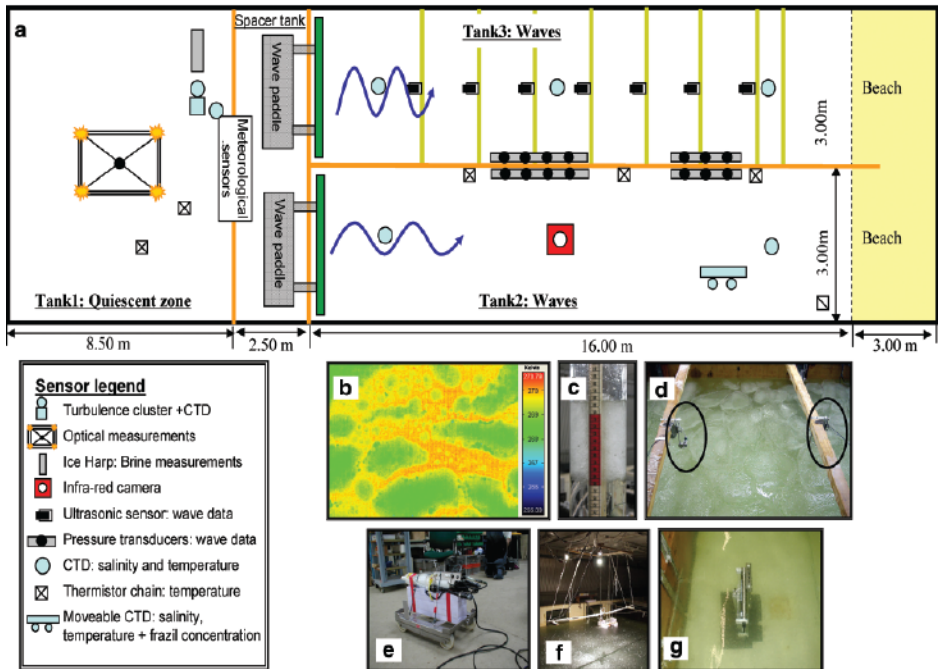 a
Spacer tank
Tank3: Waves
Wave paddle
Meteorological
sensors
Beach
3.00m
Wave paddle
Beach
3.00m
Tank1: Quiescent zone
Tank2: Waves
8.50 m
2.50 m
16.00 m
3.00 m
Sensor legend
Turbulence cluster +CTD
Optical measurements
Ice Harp: Brine measurements
Infra-red camera
Ultrasonic sensor: wave data
Pressure transducers: wave data
CTD: salinity and temperature
Thermistor chain: temperature
Moveable CTD: salinity,
temperature + frazil concentration
b
Kelvin
c
d
e
f
g